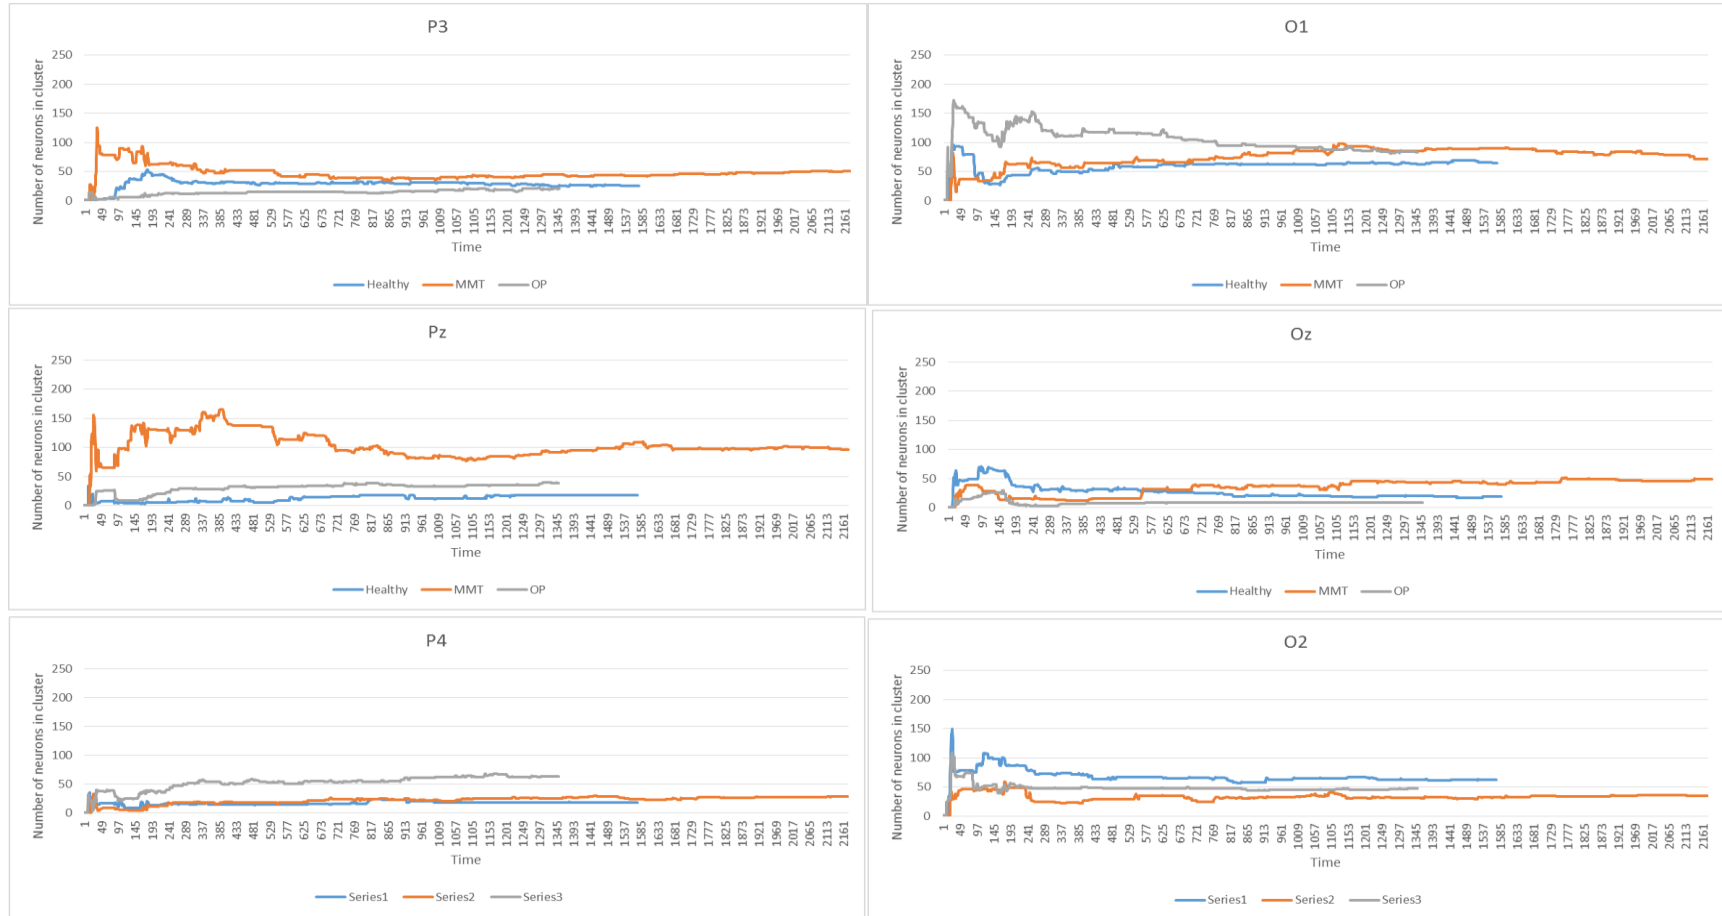 P3
Number of neurons in cluster
250
200
150
100
50
0
1 49 97 145 193 241 289 337 385 433 481 529 577 625 673 721 769 817 865 913 961 1009 1057 1105 1153 1201 1249 1297 1345 1393 1441 1489 1537 1585 1633 1681 1729 1777 1825 1873 1921 1969 2017 2065 2113 2161
Time
Healthy MMT OP
O1
Number of neurons in cluster
250
200
150
100
50
0
1 49 97 145 193 241 289 337 385 433 481 529 577 625 673 721 769 817 865 913 961 1009 1057 1105 1153 1201 1249 1297 1345 1393 1441 1489 1537 1585 1633 1681 1729 1777 1825 1873 1921 1969 2017 2065 2113 2161
Time
Healthy MMT OP
Pz
Number of neurons in cluster
250
200
150
100
50
0
1 49 97 145 193 241 289 337 385 433 481 529 577 625 673 721 769 817 865 913 961 1009 1057 1105 1153 1201 1249 1297 1345 1393 1441 1489 1537 1585 1633 1681 1729 1777 1825 1873 1921 1969 2017 2065 2113 2161
Time
Healthy MMT OP
Oz
Number of neurons in cluster
250
200
150
100
50
0
1 49 97 145 193 241 289 337 385 433 481 529 577 625 673 721 769 817 865 913 961 1009 1057 1105 1153 1201 1249 1297 1345 1393 1441 1489 1537 1585 1633 1681 1729 1777 1825 1873 1921 1969 2017 2065 2113 2161
Time
Healthy MMT OP
P4
Number of neurons in cluster
250
200
150
100
50
0
1 49 97 145 193 241 289 337 385 433 481 529 577 625 673 721 769 817 865 913 961 1009 1057 1105 1153 1201 1249 1297 1345 1393 1441 1489 1537 1585 1633 1681 1729 1777 1825 1873 1921 1969 2017 2065 2113 2161
Time
Series1 Series2 Series3
O2
Number of neurons in cluster
250
200
150
100
50
0
1 49 97 145 193 241 289 337 385 433 481 529 577 625 673 721 769 817 865 913 961 1009 1057 1105 1153 1201 1249 1297 1345 1393 1441 1489 1537 1585 1633 1681 1729 1777 1825 1873 1921 1969 2017 2065 2113 2161
Time
Series1 Series2 Series3